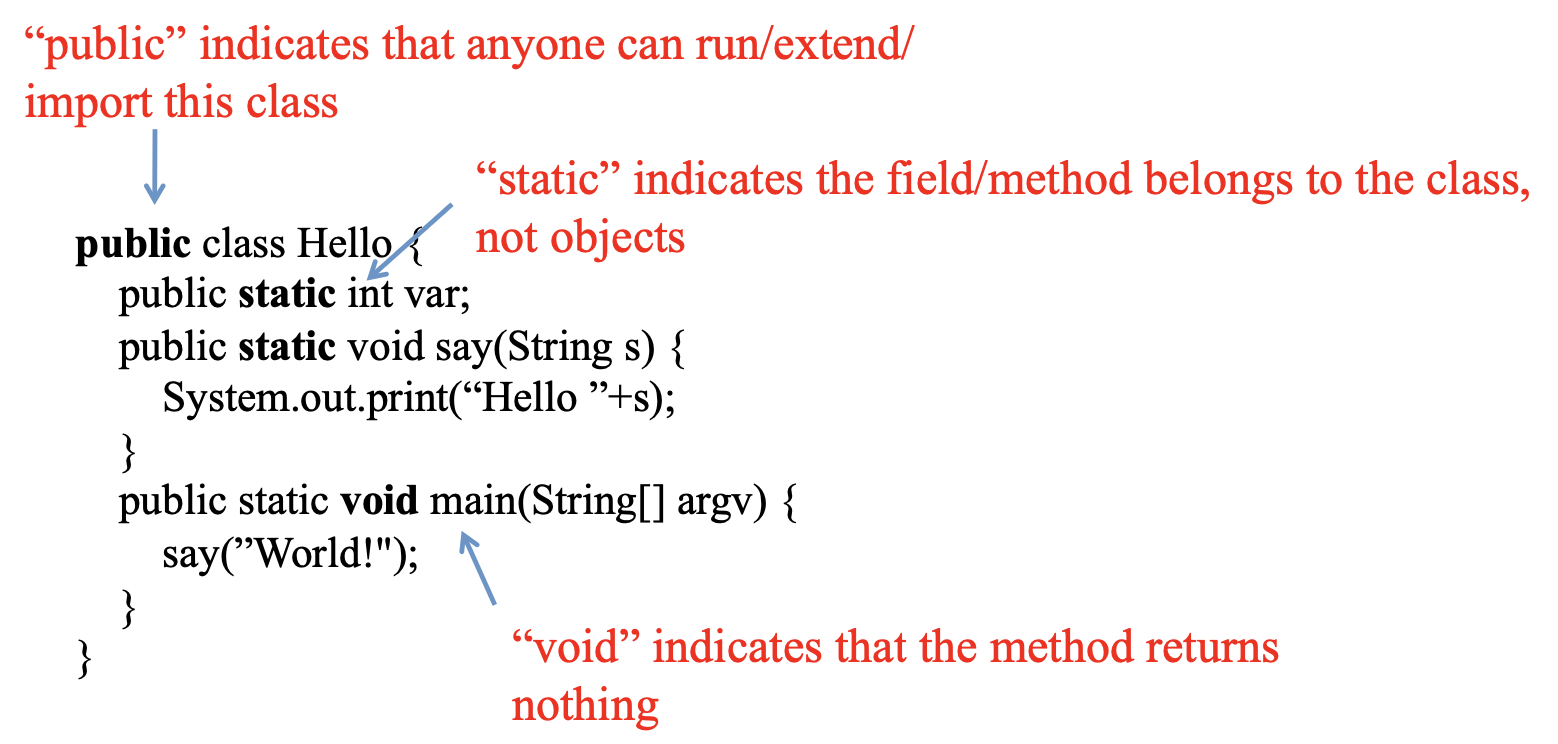 “public” indicates that anyone can run/extend/
import this class
“static” indicates the field/method belongs to the class,
not objects
public class Hello {
public static int var;
public static void say(String s) {
System.out.print(“Hello ”+s);
}
public static void main(String[] argv) {
say(”World!");
}
}
“void” indicates that the method returns
nothing